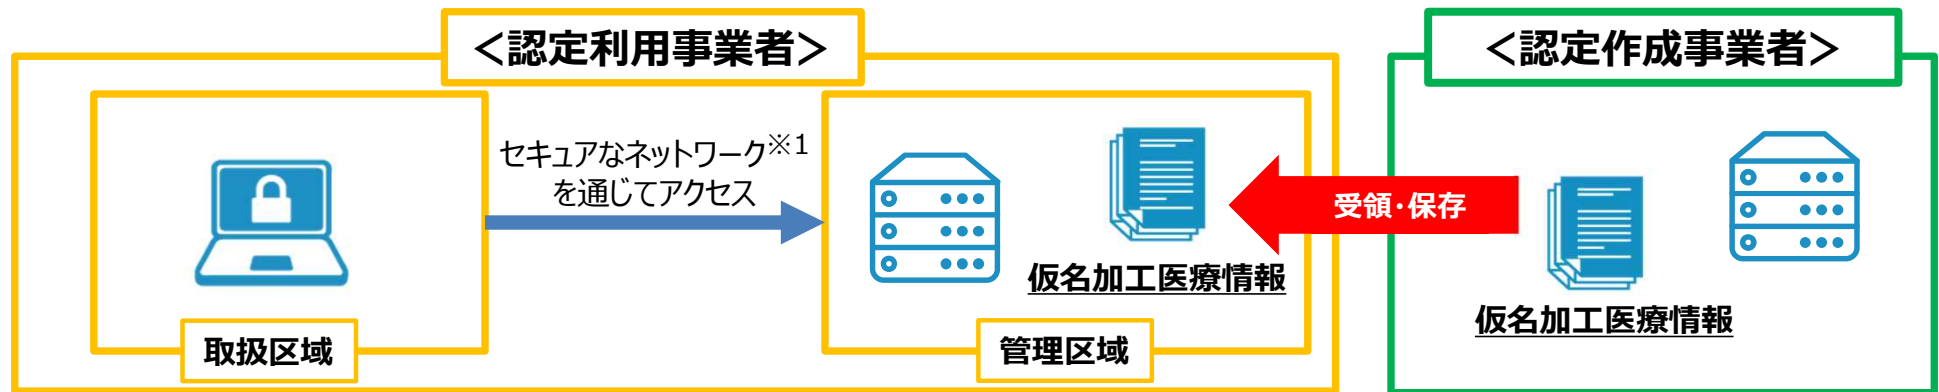 ＜認定利用事業者＞
＜認定作成事業者＞
セキュアなネットワーク※1
を通じてアクセス
受領・保存
仮名加工医療情報
仮名加工医療情報
取扱区域
管理区域